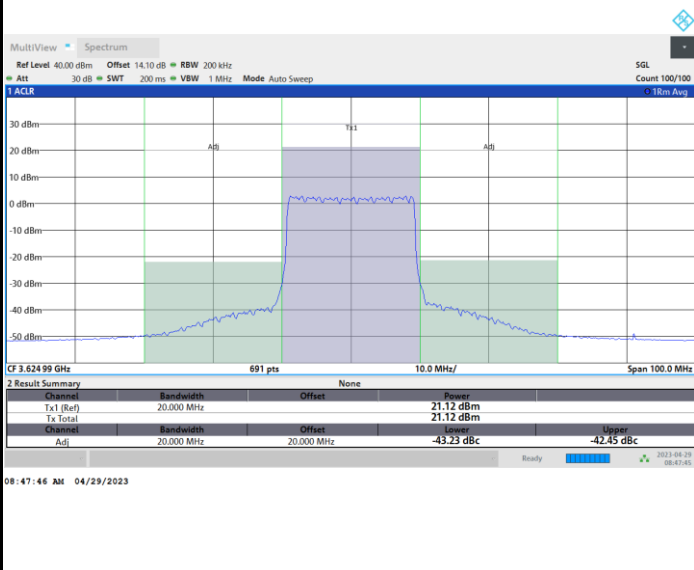 MultiView Spectrum
Ref Level 40.00 dBm Offset 14.10 dB RBW 200 kHz SGL
Att 30 dB SWT 200 ms VBW 1 MHz Mode Auto Sweep Count 100/100
1 ACLR 1Rm Avg
Tx1
Adj Adj
30 dBm
20 dBm
10 dBm
0 dBm
-10 dBm
-20 dBm
-30 dBm
-40 dBm
-50 dBm
CF 3.624 99 GHz 691 pts 10.0 MHz/ Span 100.0 MHz
2 Result Summary None
Channel Bandwidth Offset Power
Tx1 (Ref) 20.000 MHz 21.12 dBm
Tx Total 21.12 dBm
Channel Bandwidth Offset Lower Upper
Adj 20.000 MHz 20.000 MHz -43.23 dBc -42.45 dBc
Ready 2023-04-29
08:47:45
08:47:46 AM 04/29/2023